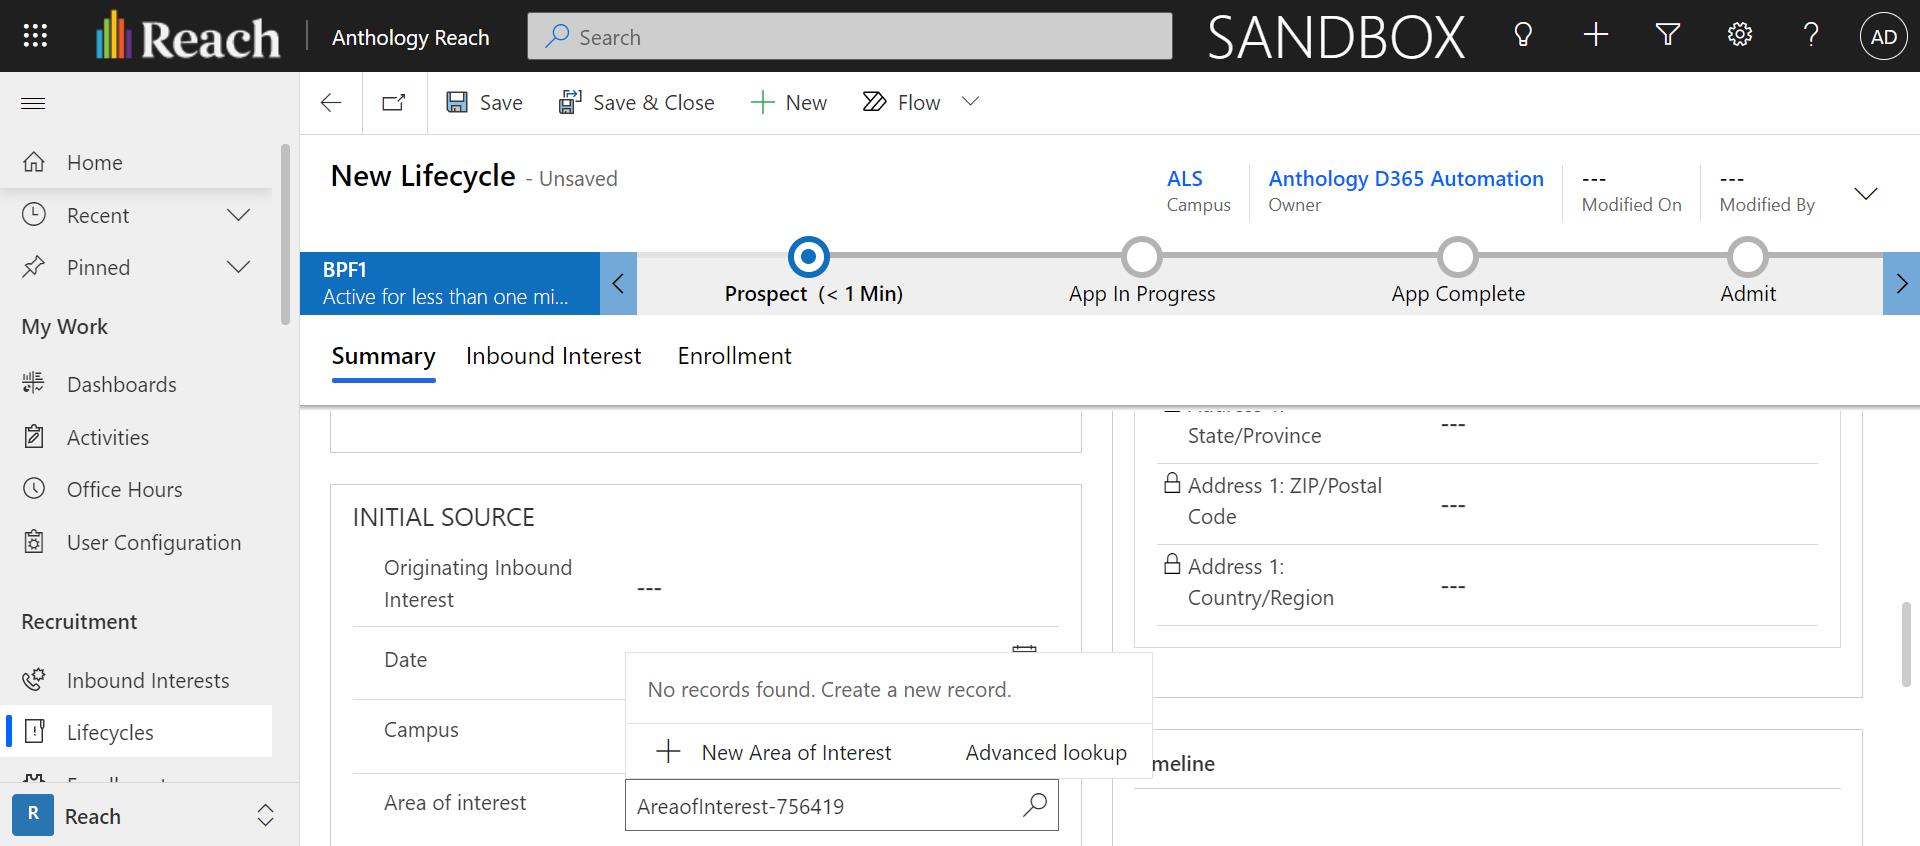 Reach
Anthology Reach
Search
SANDBOX
AD
Save
Save & Close
New
Flow
Home
Recent
Pinned
My Work
Dashboards
Activities
Office Hours
User Configuration
Recruitment
Inbound Interests
Lifecycles
R
Reach
New Lifecycle - Unsaved
ALS
Campus
Anthology D365 Automation
Owner
---
Modified On
---
Modified By
BPF1
Active for less than one mi...
Prospect (< 1 Min)
App In Progress
App Complete
Admit
Summary
Inbound Interest
Enrollment
INITIAL SOURCE
Originating Inbound
Interest
---
Date
Campus
No records found. Create a new record.
New Area of Interest
Advanced lookup
Area of interest
AreaofInterest-756419
State/Province
---
Address 1: ZIP/Postal
Code
---
Address 1:
Country/Region
---
meline